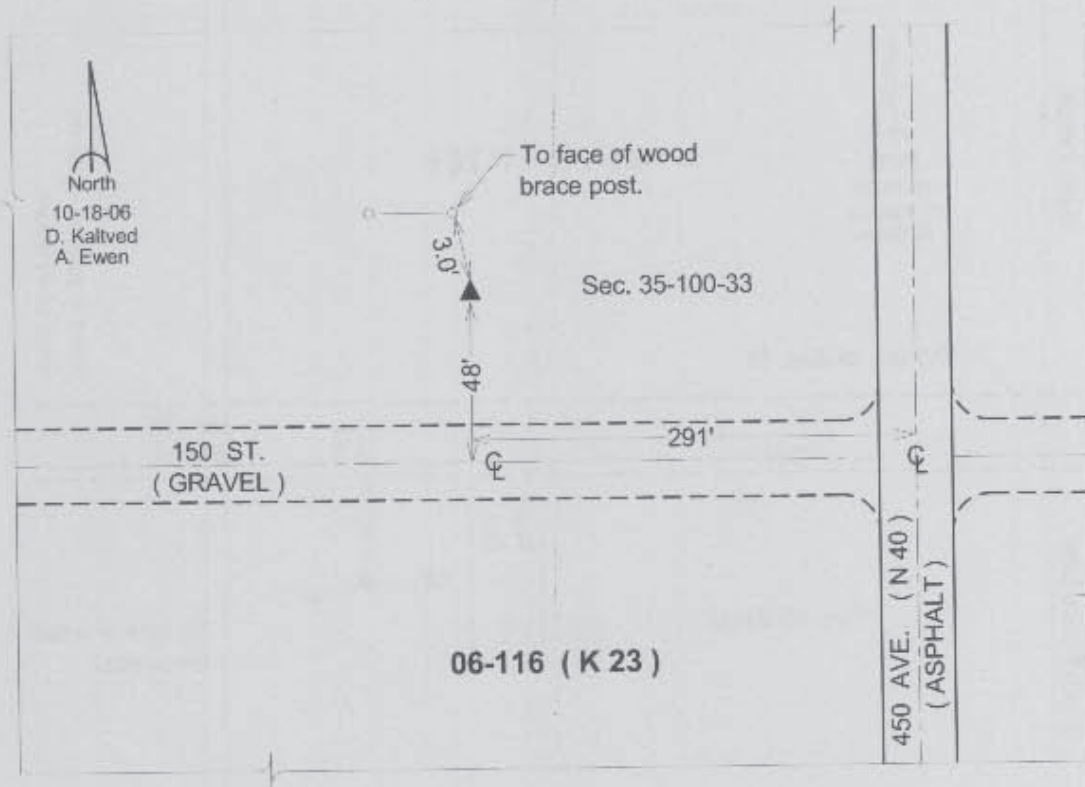 North
10-18-06
D. Kaltved
A. Ewen
To face of wood
brace post.
3.0'
Sec. 35-100-33
48'
291'
150 ST.
( GRAVEL )
℄
℄
06-116 ( K 23 )
450 AVE. ( N 40 )
( ASPHALT )